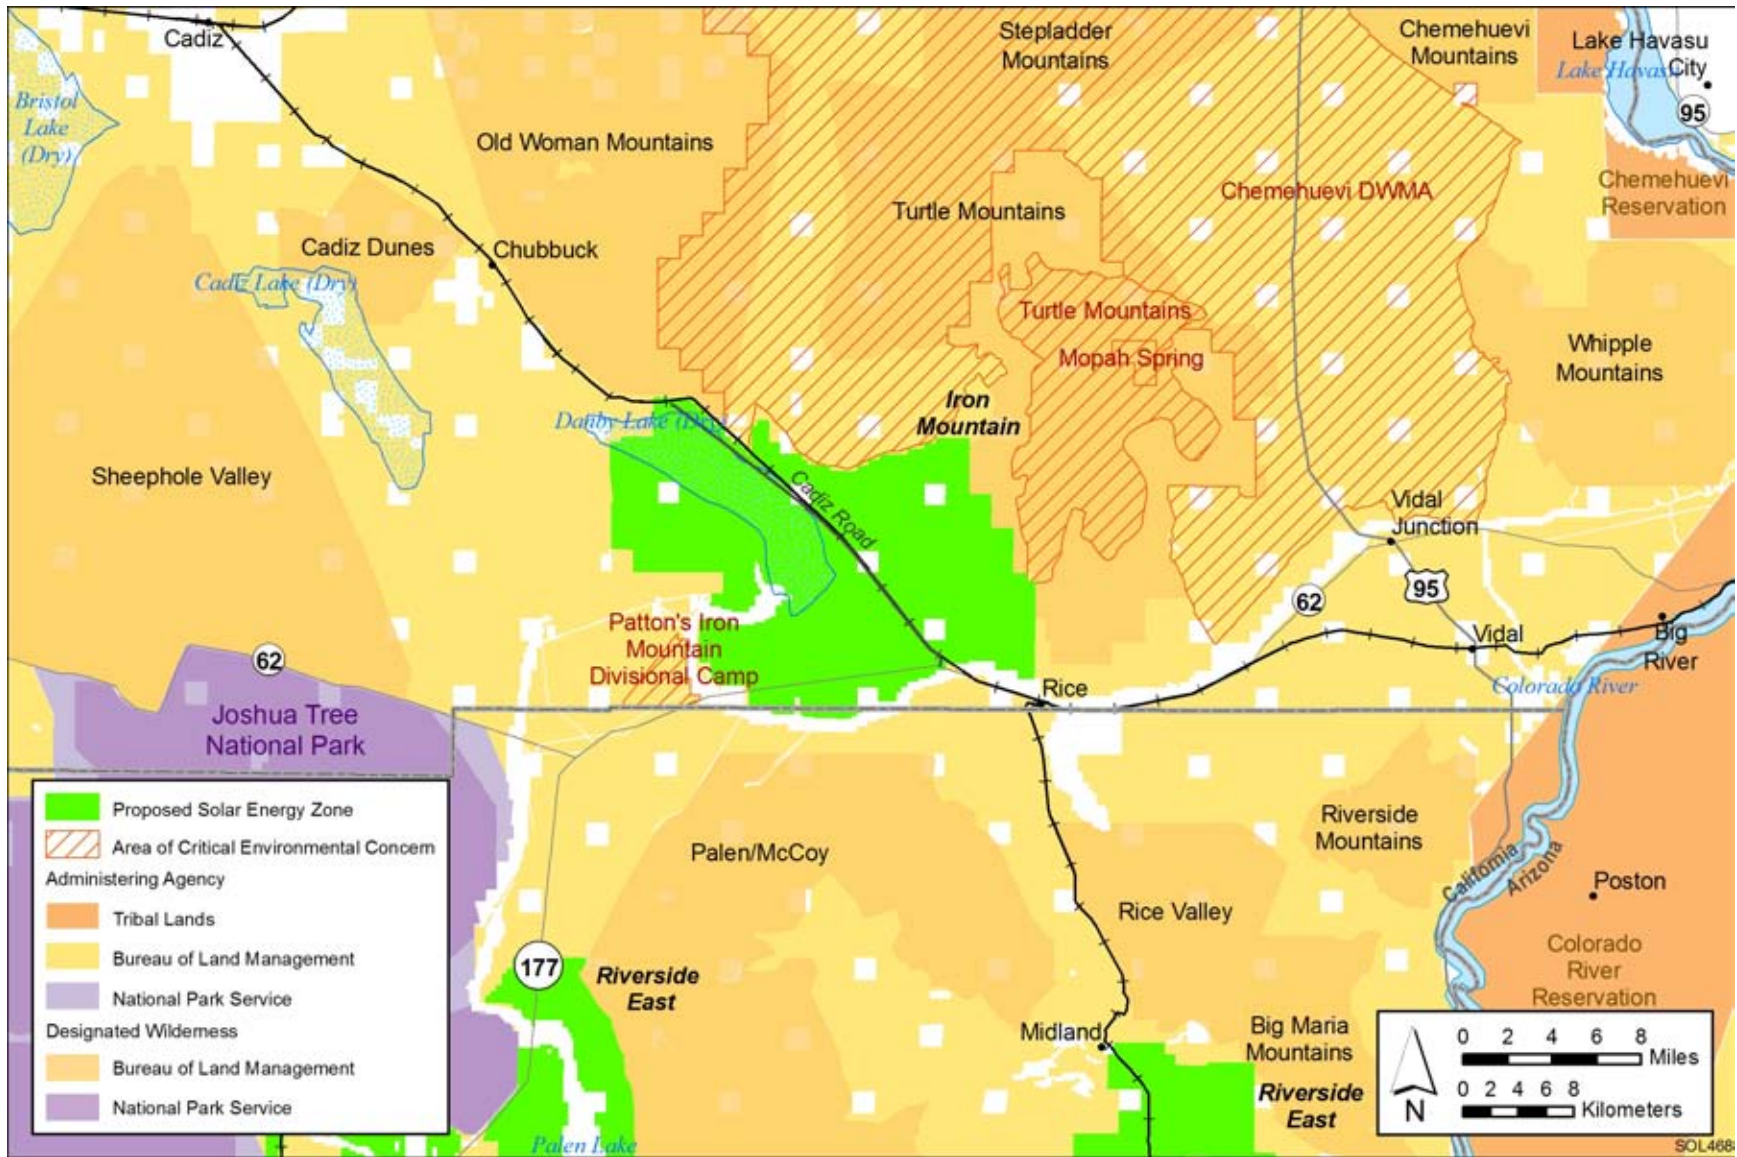 Cadiz
Stepladder
Mountains
Chemehuevi
Mountains
Lake Havasu
City
Lake Havasu
95
Bristol
Lake
(Dry)
Old Woman Mountains
Chemehuevi DWMA
Chemehuevi
Reservation
Turtle Mountains
Cadiz Dunes
Chubbuck
Cadiz Lake (Dry)
Turtle Mountains
Mopah Spring
Whipple
Mountains
Iron
Mountain
Danby Lake (Dry)
Sheephole Valley
Cadiz Road
Vidal
Junction
95
62
Patton's Iron
Mountain
Divisional Camp
Vidal
Big
River
62
Rice
Colorado River
Joshua Tree
National Park
Proposed Solar Energy Zone
Area of Critical Environmental Concern
Administering Agency
Tribal Lands
Bureau of Land Management
National Park Service
Designated Wilderness
Bureau of Land Management
National Park Service
Palen/McCoy
Riverside
Mountains
California
Arizona
Poston
Rice Valley
Colorado
River
Reservation
177
Riverside
East
Midland
Big Maria
Mountains
Riverside
East
Palen Lake
0 2 4 6 8
Miles
0 2 4 6 8
Kilometers
N